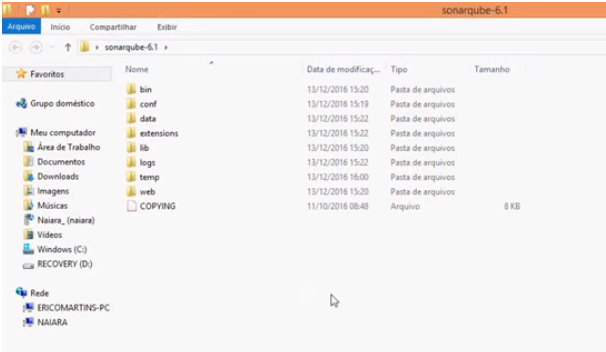 sonarqube-6.1
Arquivo Início Compartilhar Exibir
sonarqube-6.1
Favoritos
Grupo doméstico
Meu computador
Área de Trabalho
Documentos
Downloads
Imagens
Músicas
Naiara_ (naiara)
Vídeos
Windows (C:)
RECOVERY (D:)
Rede
ERICOMARTINS-PC
NAIARA
Nome Data de modificaç... Tipo Tamanho
bin 13/12/2016 15:20 Pasta de arquivos
conf 13/12/2016 15:19 Pasta de arquivos
data 13/12/2016 15:22 Pasta de arquivos
extensions 13/12/2016 15:22 Pasta de arquivos
lib 13/12/2016 15:20 Pasta de arquivos
logs 13/12/2016 15:22 Pasta de arquivos
temp 13/12/2016 16:00 Pasta de arquivos
web 13/12/2016 15:20 Pasta de arquivos
COPYING 11/10/2016 08:48 Arquivo 8 KB